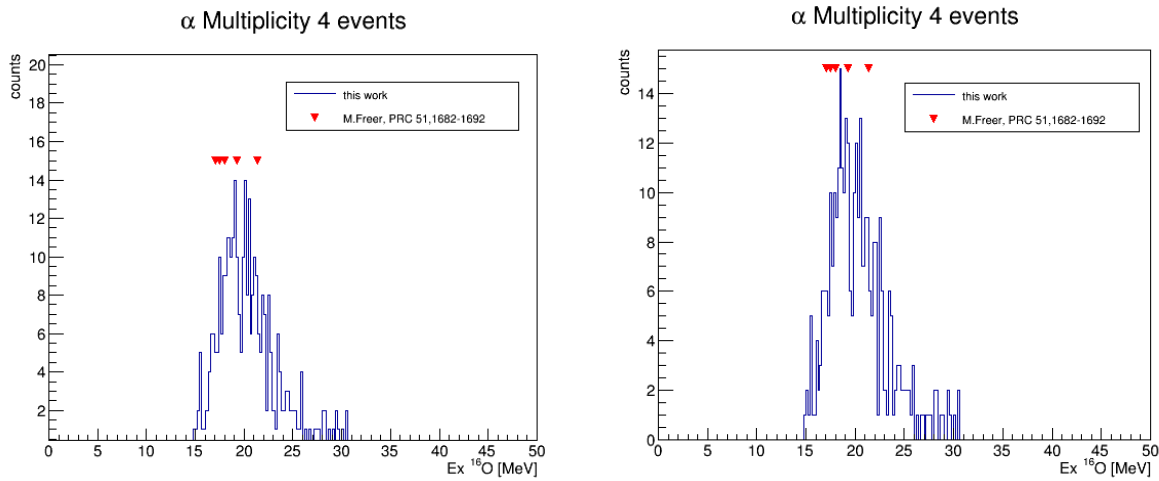 α Multiplicity 4 events
counts
20
18
16
14
12
10
8
6
4
2
this work
M.Freer, PRC 51,1682-1692
0 5 10 15 20 25 30 35 40 45 50
Ex ¹⁶O [MeV]
α Multiplicity 4 events
counts
14
12
10
8
6
4
2
0
this work
M.Freer, PRC 51,1682-1692
0 5 10 15 20 25 30 35 40 45 50
Ex ¹⁶O [MeV]